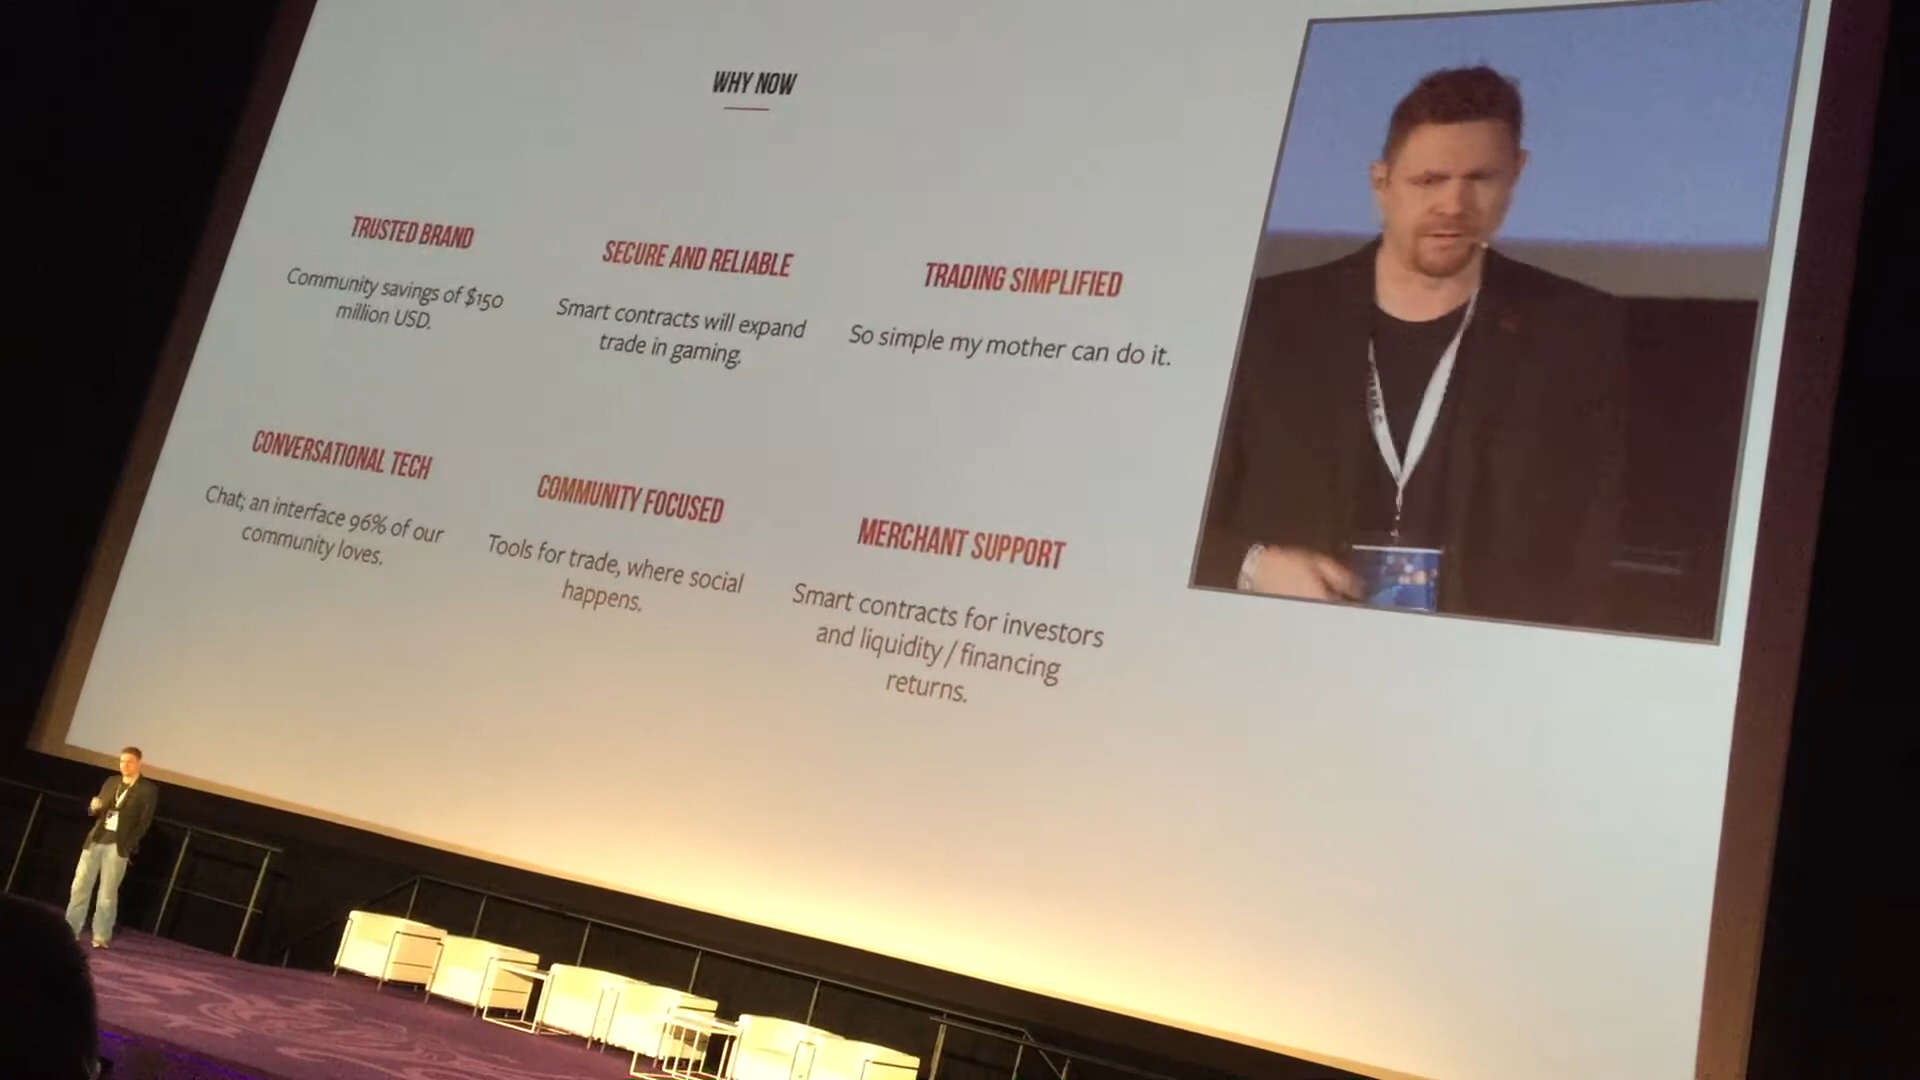 WHY NOW
TRUSTED BRAND
Community savings of $150
million USD.
SECURE AND RELIABLE
Smart contracts will expand
trade in gaming.
TRADING SIMPLIFIED
So simple my mother can do it.
CONVERSATIONAL TECH
Chat; an interface 96% of our
community loves.
COMMUNITY FOCUSED
Tools for trade, where social
happens.
MERCHANT SUPPORT
Smart contracts for investors
and liquidity / financing
returns.